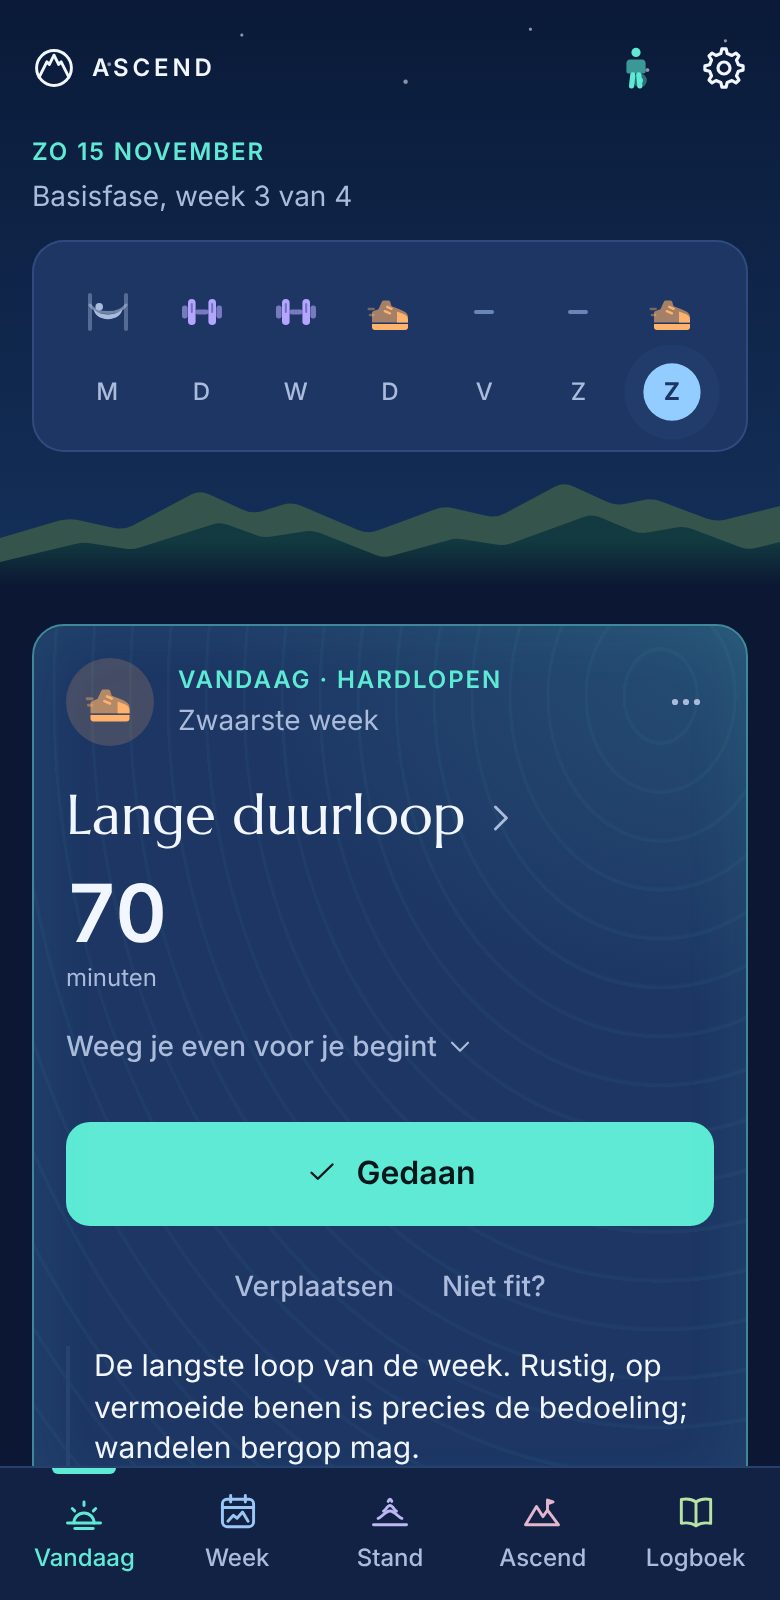 ASCEND
ZO 15 NOVEMBER
Basisfase, week 3 van 4
M D W D V Z Z
VANDAAG · HARDLOPEN
Zwaarste week
Lange duurloop
70
minuten
Weeg je even voor je begint
Gedaan
Verplaatsen Niet fit?
De langste loop van de week. Rustig, op
vermoeide benen is precies de bedoeling;
wandelen bergop mag.
Vandaag Week Stand Ascend Logboek